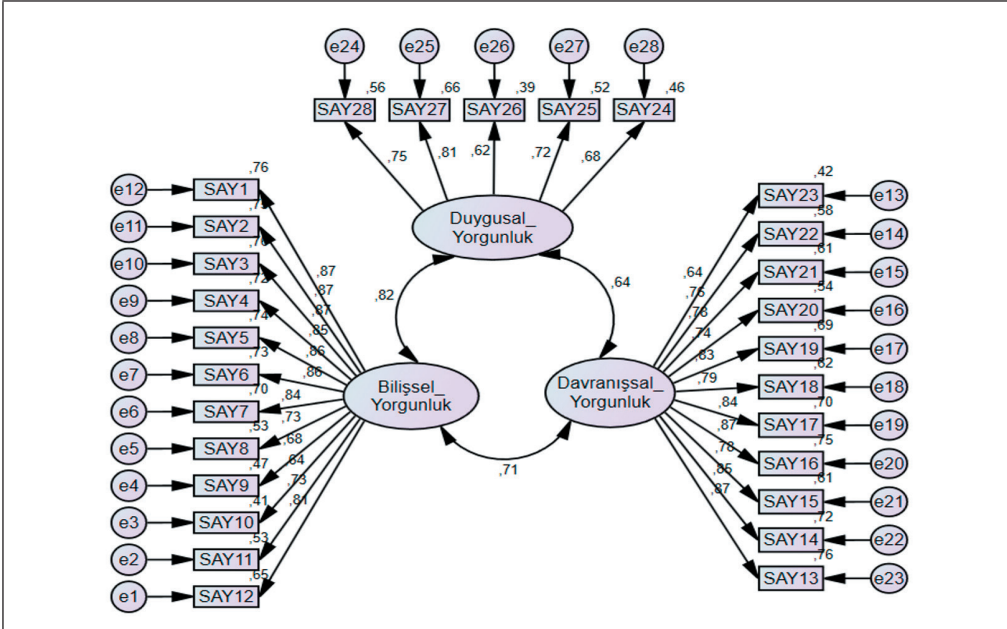 e24 e25 e26 e27 e28
,56 ,66 ,39 ,52 ,46
SAY28 SAY27 SAY26 SAY25 SAY24
,75 ,81 ,62 ,72 ,68
Duygusal_
Yorgunluk
,82 ,64
Bilişsel_
Yorgunluk
Davranışsal_
Yorgunluk
,71
,76
e12 SAY1
e11 SAY2
e10 SAY3
,72
e9 SAY4
,74
e8 SAY5
,73
e7 SAY6
,70
e6 SAY7
,53
e5 SAY8
,47
e4 SAY9
,41
e3 SAY10
,53
e2 SAY11
,65
e1 SAY12
,87
,87
,87
,85
,86
,86
,84
,73
,68
,64
,73
,81
,42
SAY23 e13
,58
SAY22 e14
,61
SAY21 e15
,54
SAY20 e16
,69
SAY19 e17
,62
SAY18 e18
,70
SAY17 e19
,75
SAY16 e20
,61
SAY15 e21
,72
SAY14 e22
,76
SAY13 e23
,64
,76
,78
,74
,83
,79
,84
,87
,78
,85
,87